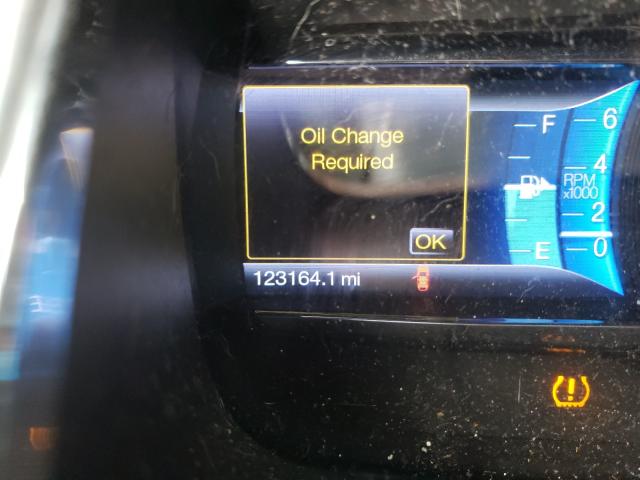 Oil Change
Required
OK
123164.1 mi
F
E
6
4
RPM
x1000
2
0